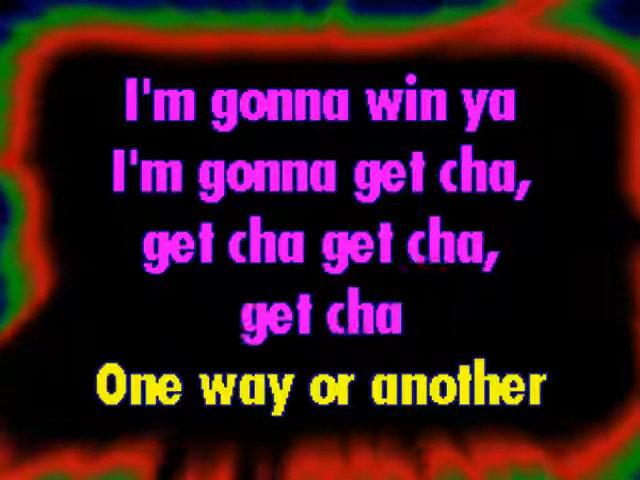 I'm gonna win ya
I'm gonna get cha,
get cha get cha,
get cha
One way or another